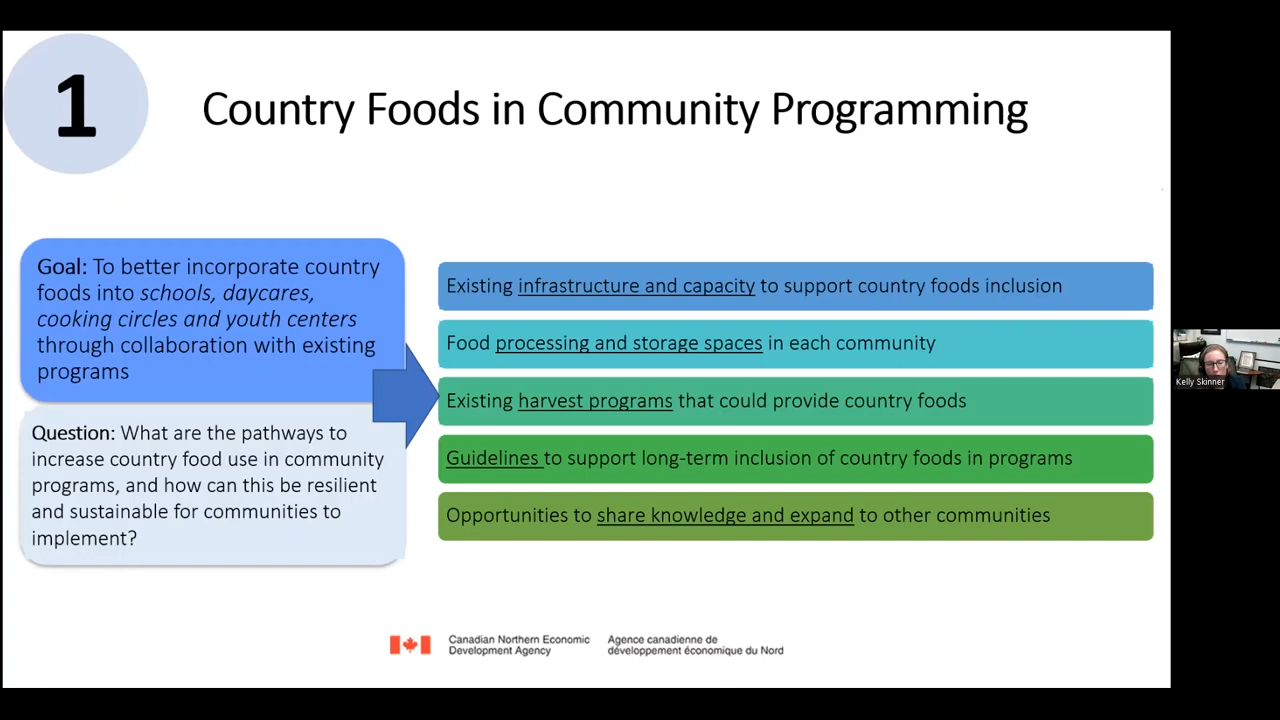 1
Country Foods in Community Programming
Goal: To better incorporate country
foods into schools, daycares,
cooking circles and youth centers
through collaboration with existing
programs
Question: What are the pathways to
increase country food use in community
programs, and how can this be resilient
and sustainable for communities to
implement?
Existing infrastructure and capacity to support country foods inclusion
Food processing and storage spaces in each community
Existing harvest programs that could provide country foods
Guidelines to support long-term inclusion of country foods in programs
Opportunities to share knowledge and expand to other communities
Canadian Northern Economic
Development Agency
Agence canadienne de
développement économique du Nord
Kelly Skinner